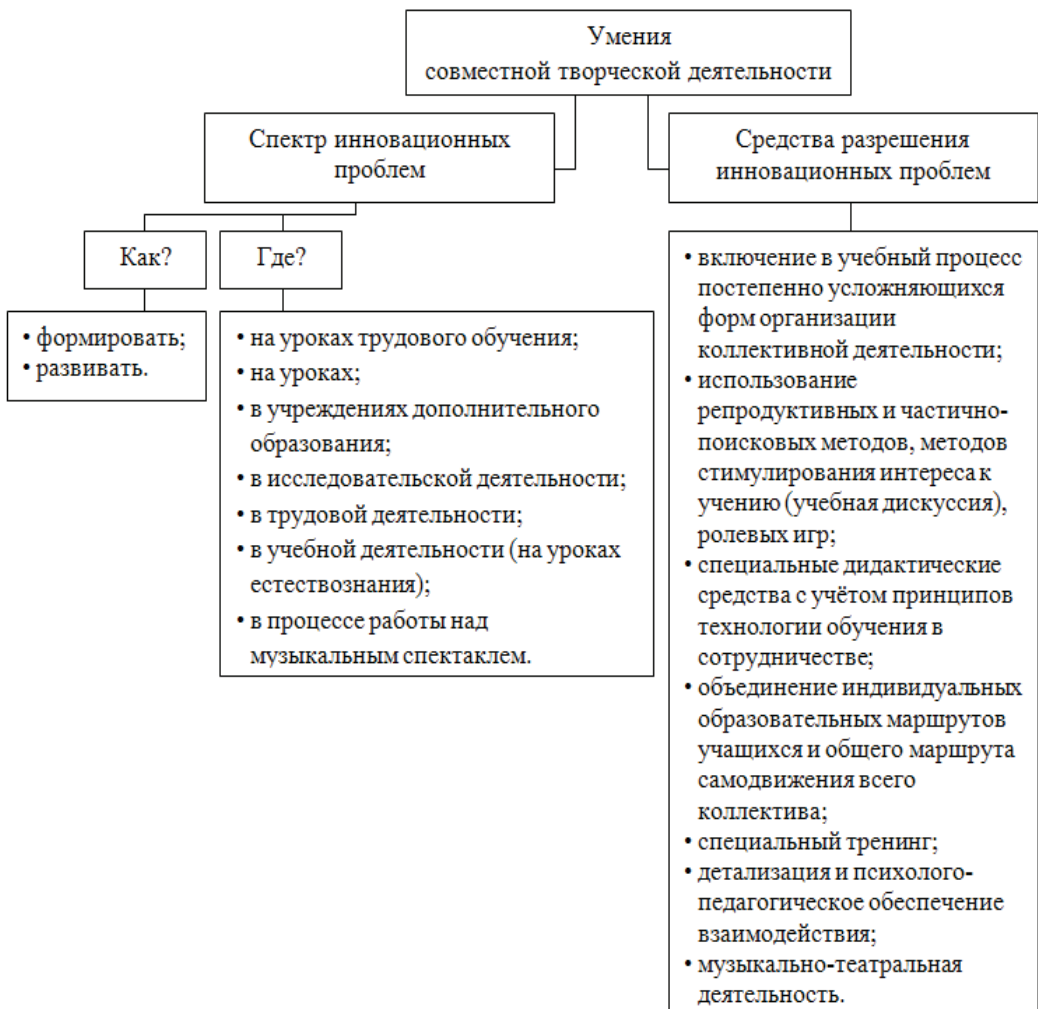 Умения
совместной творческой деятельности
Спектр инновационных
проблем
Средства разрешения
инновационных проблем
Как?
Где?
• формировать;
• развивать.
• на уроках трудового обучения;
• на уроках;
• в учреждениях дополнительного
образования;
• в исследовательской деятельности;
• в трудовой деятельности;
• в учебной деятельности (на уроках
естествознания);
• в процессе работы над
музыкальным спектаклем.
• включение в учебный процесс
постепенно усложняющихся
форм организации
коллективной деятельности;
• использование
репродуктивных и частично-
поисковых методов, методов
стимулирования интереса к
учению (учебная дискуссия),
ролевых игр;
• специальные дидактические
средства с учётом принципов
технологии обучения в
сотрудничестве;
• объединение индивидуальных
образовательных маршрутов
учащихся и общего маршрута
самодвижения всего
коллектива;
• специальный тренинг;
• детализация и психолого-
педагогическое обеспечение
взаимодействия;
• музыкально-театральная
деятельность.